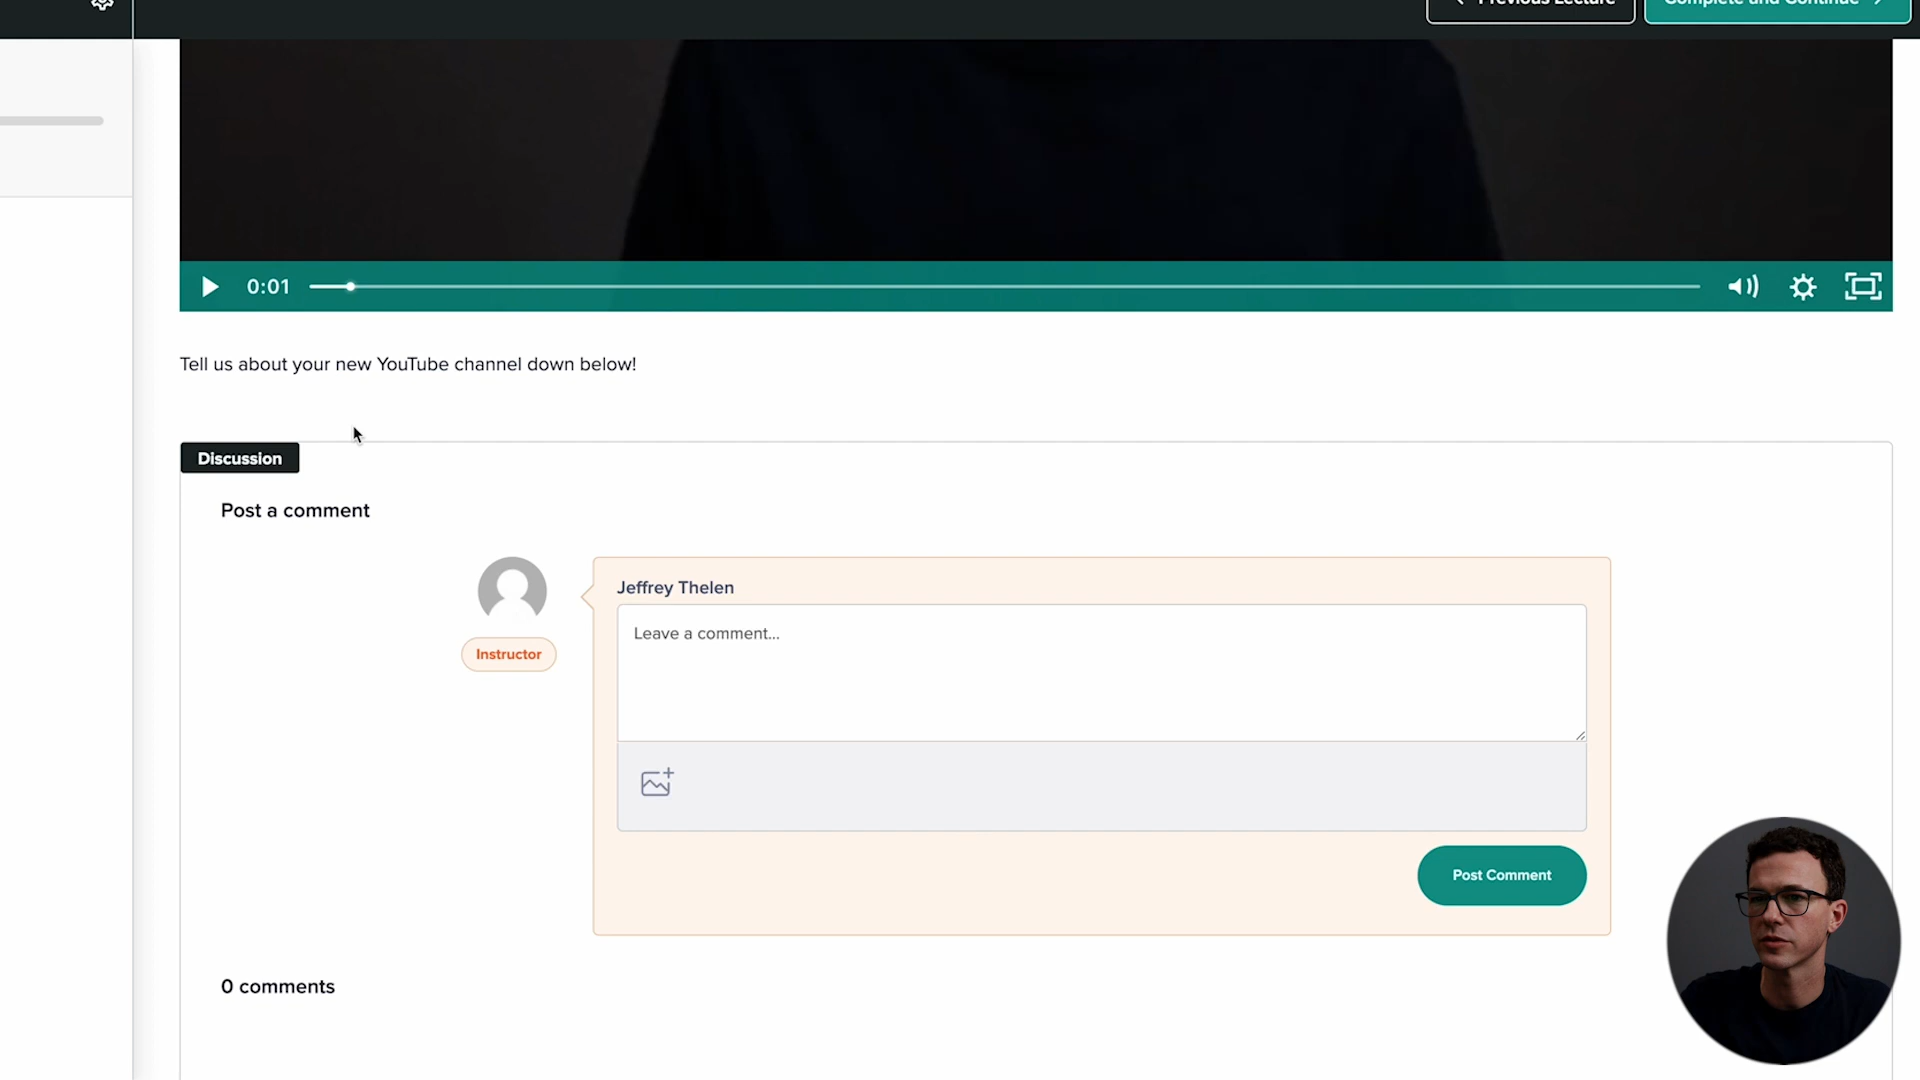 Previous Lecture
Complete and Continue
0:01
Tell us about your new YouTube channel down below!
Discussion
Post a comment
Jeffrey Thelen
Leave a comment...
Instructor
Post Comment
0 comments